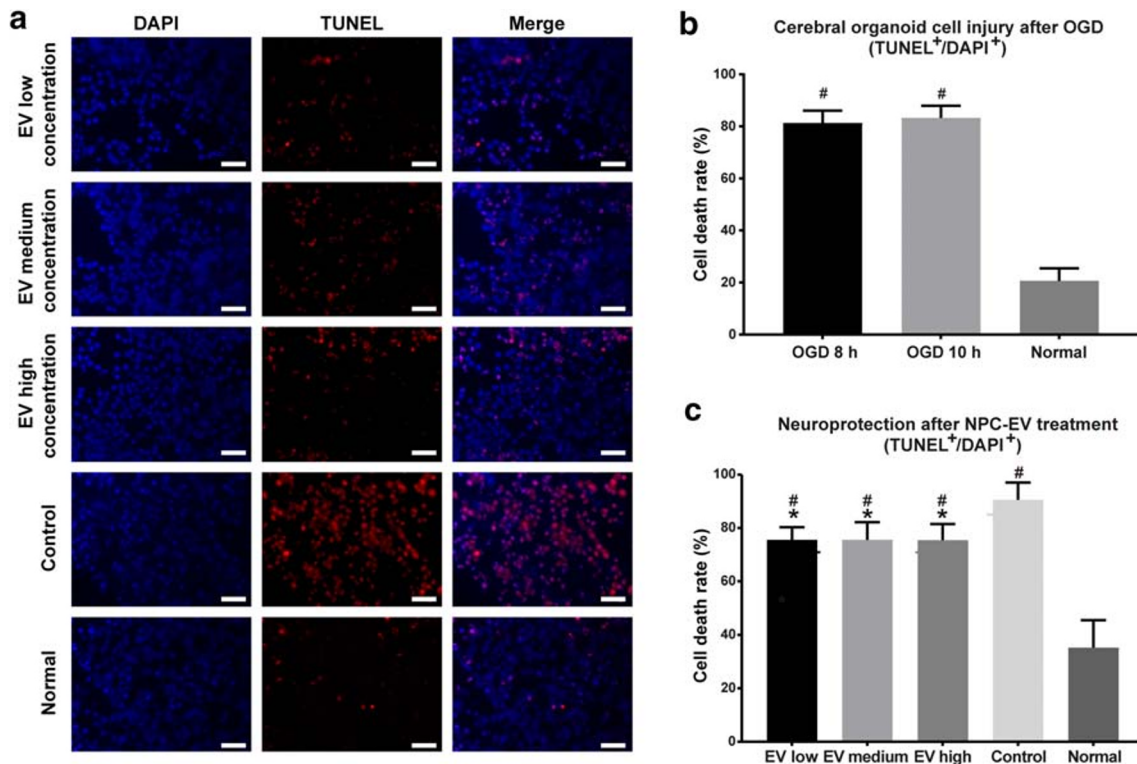 a
DAPI
TUNEL
Merge
EV low
concentration
EV medium
concentration
EV high
concentration
Control
Normal
b
Cerebral organoid cell injury after OGD
(TUNEL⁺/DAPI⁺)
Cell death rate (%)
100
80
60
40
20
0
#
#
OGD 8 h
OGD 10 h
Normal
c
Neuroprotection after NPC-EV treatment
(TUNEL⁺/DAPI⁺)
Cell death rate (%)
100
80
60
40
20
0
#
*
#
*
#
*
#
EV low
EV medium
EV high
Control
Normal